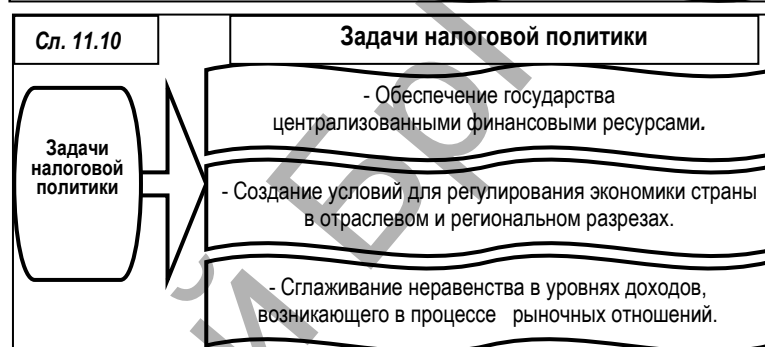 Сл. 11.10
Задачи налоговой политики
- Обеспечение государства
централизованными финансовыми ресурсами.
Задачи
налоговой
политики
- Создание условий для регулирования экономики страны
в отраслевом и региональном разрезах.
- Сглаживание неравенства в уровнях доходов,
возникающего в процессе рыночных отношений.